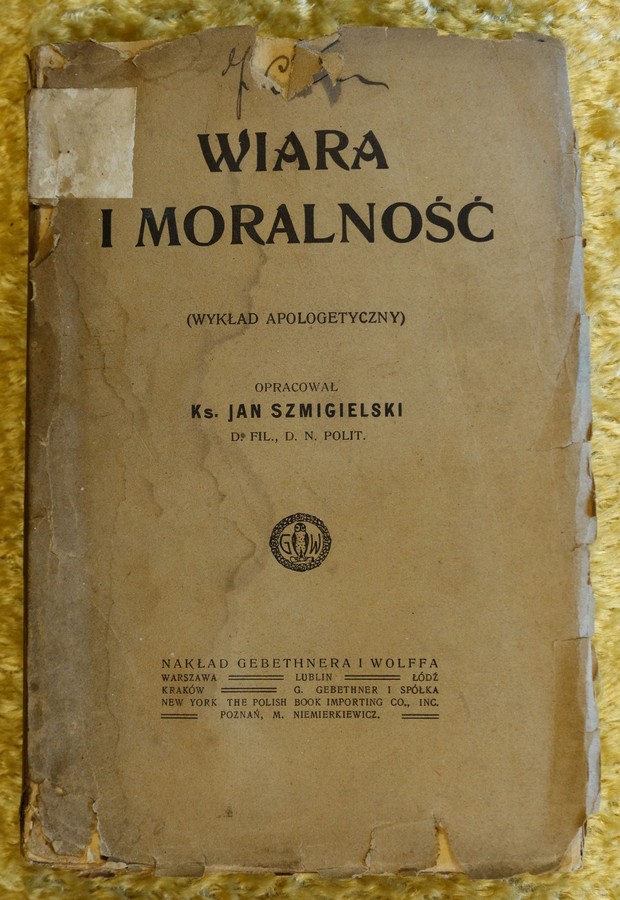 WIARA
I MORALNOŚĆ
(WYKŁAD APOLOGETYCZNY)
OPRACOWAŁ
Ks. JAN SZMIGIELSKI
DR FIL., D. N. POLIT.
G W
NAKŁAD GEBETHNERA I WOLFFA
WARSZAWA LUBLIN ŁÓDŹ
KRAKÓW G. GEBETHNER I SPÓŁKA
NEW YORK THE POLISH BOOK IMPORTING CO., INC.
POZNAŃ, M. NIEMIERKIEWICZ.